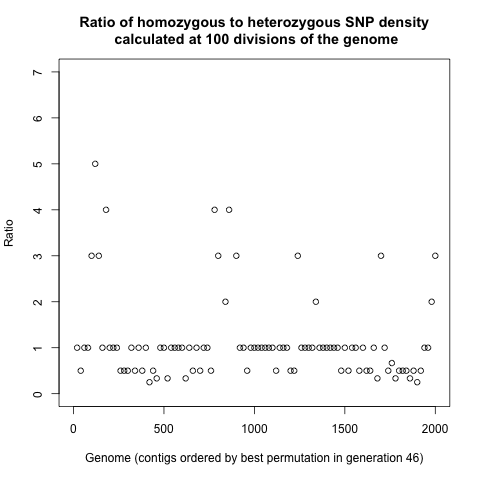 Ratio of homozygous to heterozygous SNP density
calculated at 100 divisions of the genome
7
6
5
4
3
2
1
0
Ratio
0 500 1000 1500 2000
Genome (contigs ordered by best permutation in generation 46)